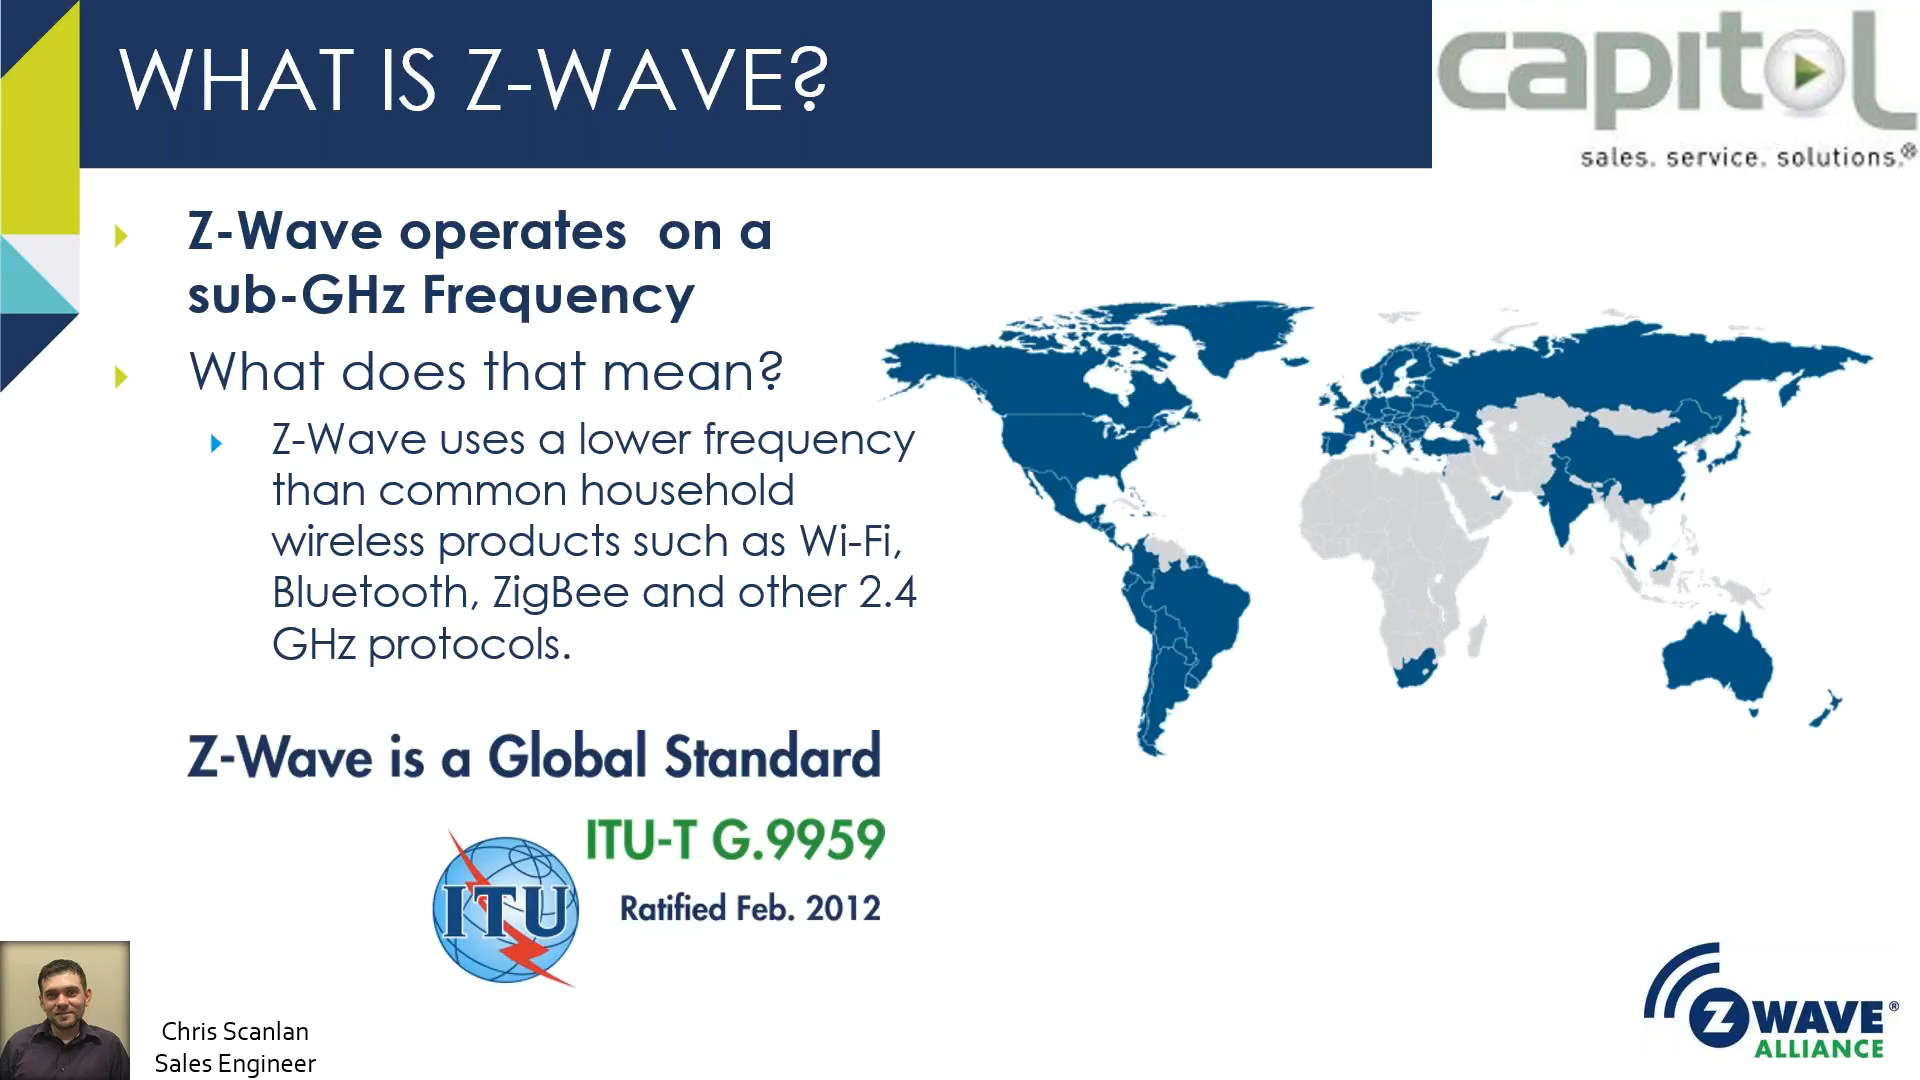 WHAT IS Z-WAVE?
capitol
sales. service. solutions.®
Z-Wave operates  on a
sub-GHz Frequency
What does that mean?
Z-Wave uses a lower frequency
than common household
wireless products such as Wi-Fi,
Bluetooth, ZigBee and other 2.4
GHz protocols.
Z-Wave is a Global Standard
ITU-T G.9959
ITU
Ratified Feb. 2012
Chris Scanlan
Sales Engineer
Z WAVE®
ALLIANCE